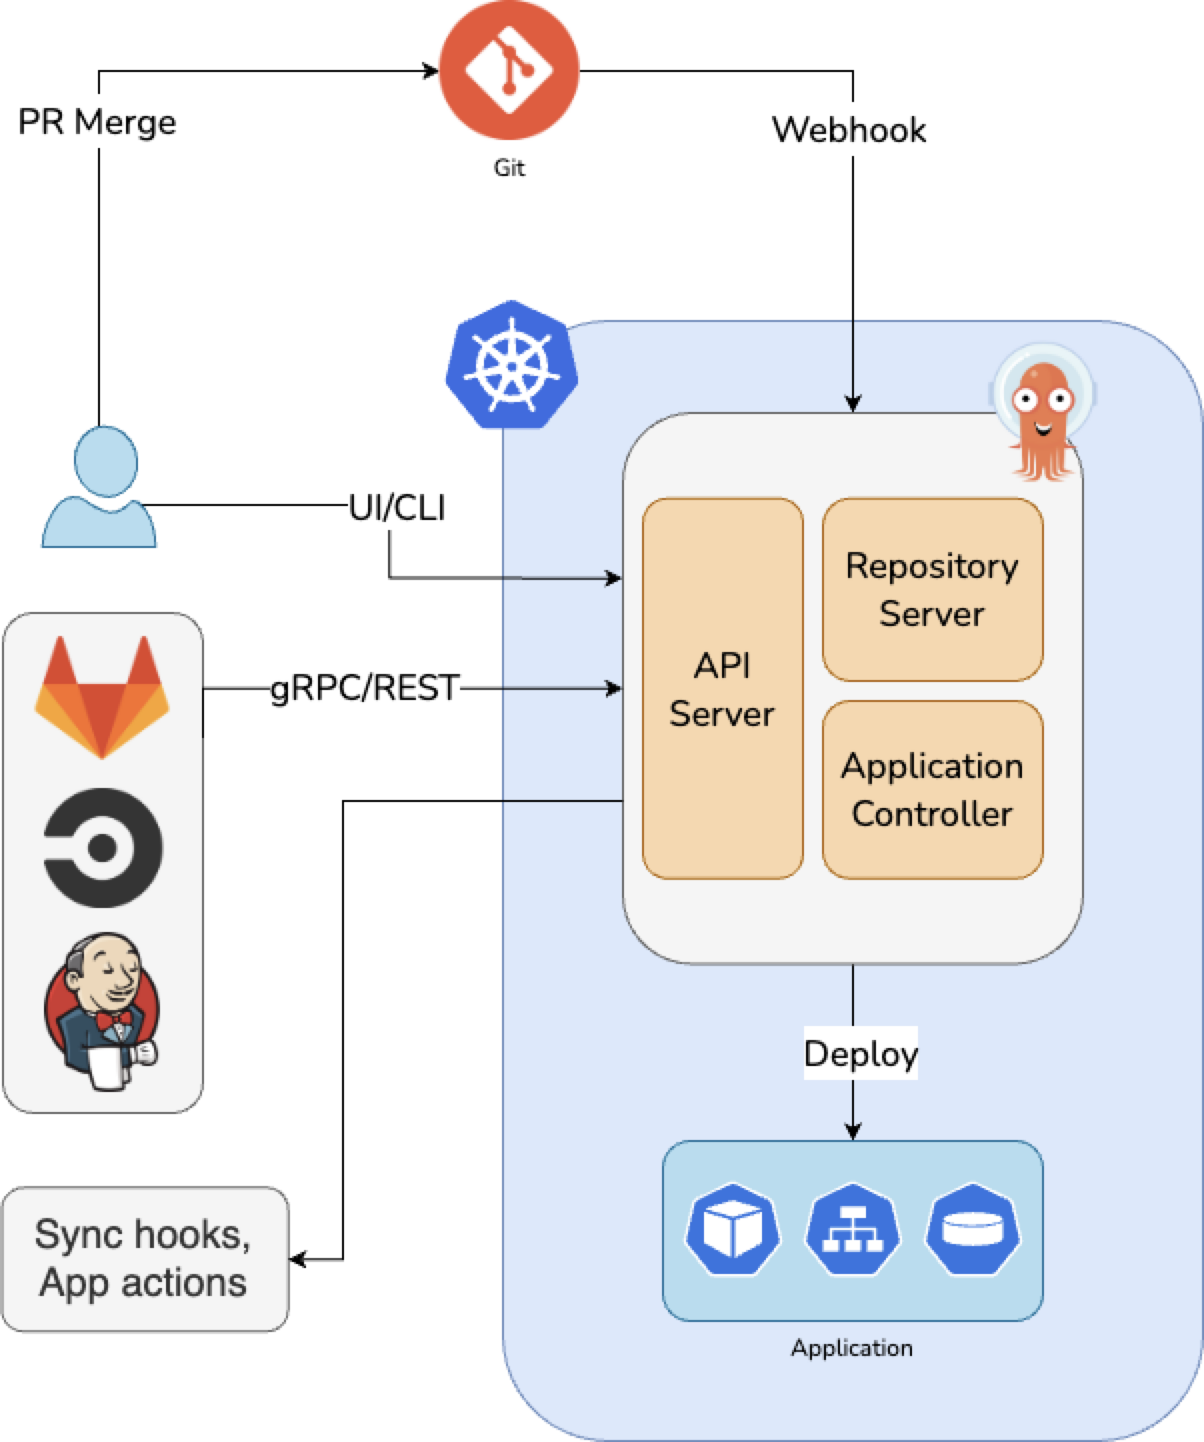 PR Merge
Git
Webhook
UI/CLI
gRPC/REST
API
Server
Repository
Server
Application
Controller
Deploy
Sync hooks,
App actions
Application